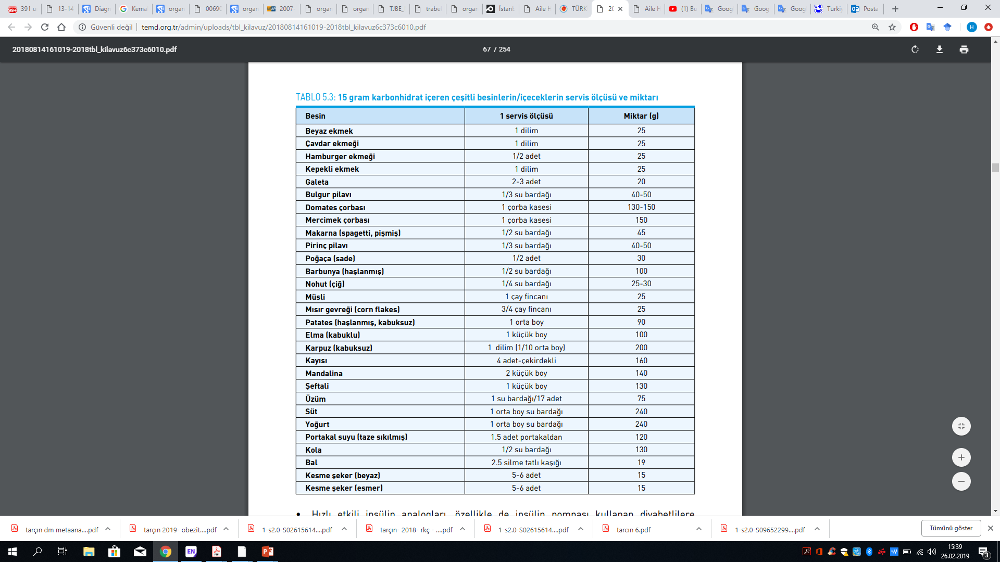 391 u
13-14
Diagn
Kema
organ
0069
organ
2007-
organ
organ
TJBE_
trabe
organ
İstanb
Aile H
TÜRK
20
Aile H
(1) Bu
Goog
Goog
Goog
WHO OMS
Türkiy
Posta
Güvenli değil
temd.org.tr/admin/uploads/tbl_kilavuz/20180814161019-2018tbl_kilavuz6c373c6010.pdf
H
20180814161019-2018tbl_kilavuz6c373c6010.pdf
67 / 254
TABLO 5.3: 15 gram karbonhidrat içeren çeşitli besinlerin/içeceklerin servis ölçüsü ve miktarı
Besin 1 servis ölçüsü Miktar (g)
Beyaz ekmek 1 dilim 25
Çavdar ekmeği 1 dilim 25
Hamburger ekmeği 1/2 adet 25
Kepekli ekmek 1 dilim 25
Galeta 2-3 adet 20
Bulgur pilavı 1/3 su bardağı 40-50
Domates çorbası 1 çorba kasesi 130-150
Mercimek çorbası 1 çorba kasesi 150
Makarna (spagetti, pişmiş) 1/2 su bardağı 45
Pirinç pilavı 1/3 su bardağı 40-50
Poğaça (sade) 1/2 adet 30
Barbunya (haşlanmış) 1/2 su bardağı 100
Nohut (çiğ) 1/4 su bardağı 25-30
Müsli 1 çay fincanı 25
Mısır gevreği (corn flakes) 3/4 çay fincanı 25
Patates (haşlanmış, kabuksuz) 1 orta boy 90
Elma (kabuklu) 1 küçük boy 100
Karpuz (kabuksuz) 1 dilim (1/10 orta boy) 200
Kayısı 4 adet-çekirdekli 160
Mandalina 2 küçük boy 140
Şeftali 1 küçük boy 130
Üzüm 1 su bardağı/17 adet 75
Süt 1 orta boy su bardağı 240
Yoğurt 1 orta boy su bardağı 240
Portakal suyu (taze sıkılmış) 1.5 adet portakaldan 120
Kola 1/2 su bardağı 130
Bal 2.5 silme tatlı kaşığı 19
Kesme şeker (beyaz) 5-6 adet 15
Kesme şeker (esmer) 5-6 adet 15
• Hızlı etkili insülin analogları, özellikle de insülin pompası kullanan diyabetlilere
tarçın dm metaana....pdf
tarçın 2019- obezit....pdf
1-s2.0-S02615614....pdf
tarçın- 2018- rkç - ....pdf
1-s2.0-S02615614....pdf
tarcın 6.pdf
1-s2.0-S09652299....pdf
Tümünü göster
EN
15:39
26.02.2019
3